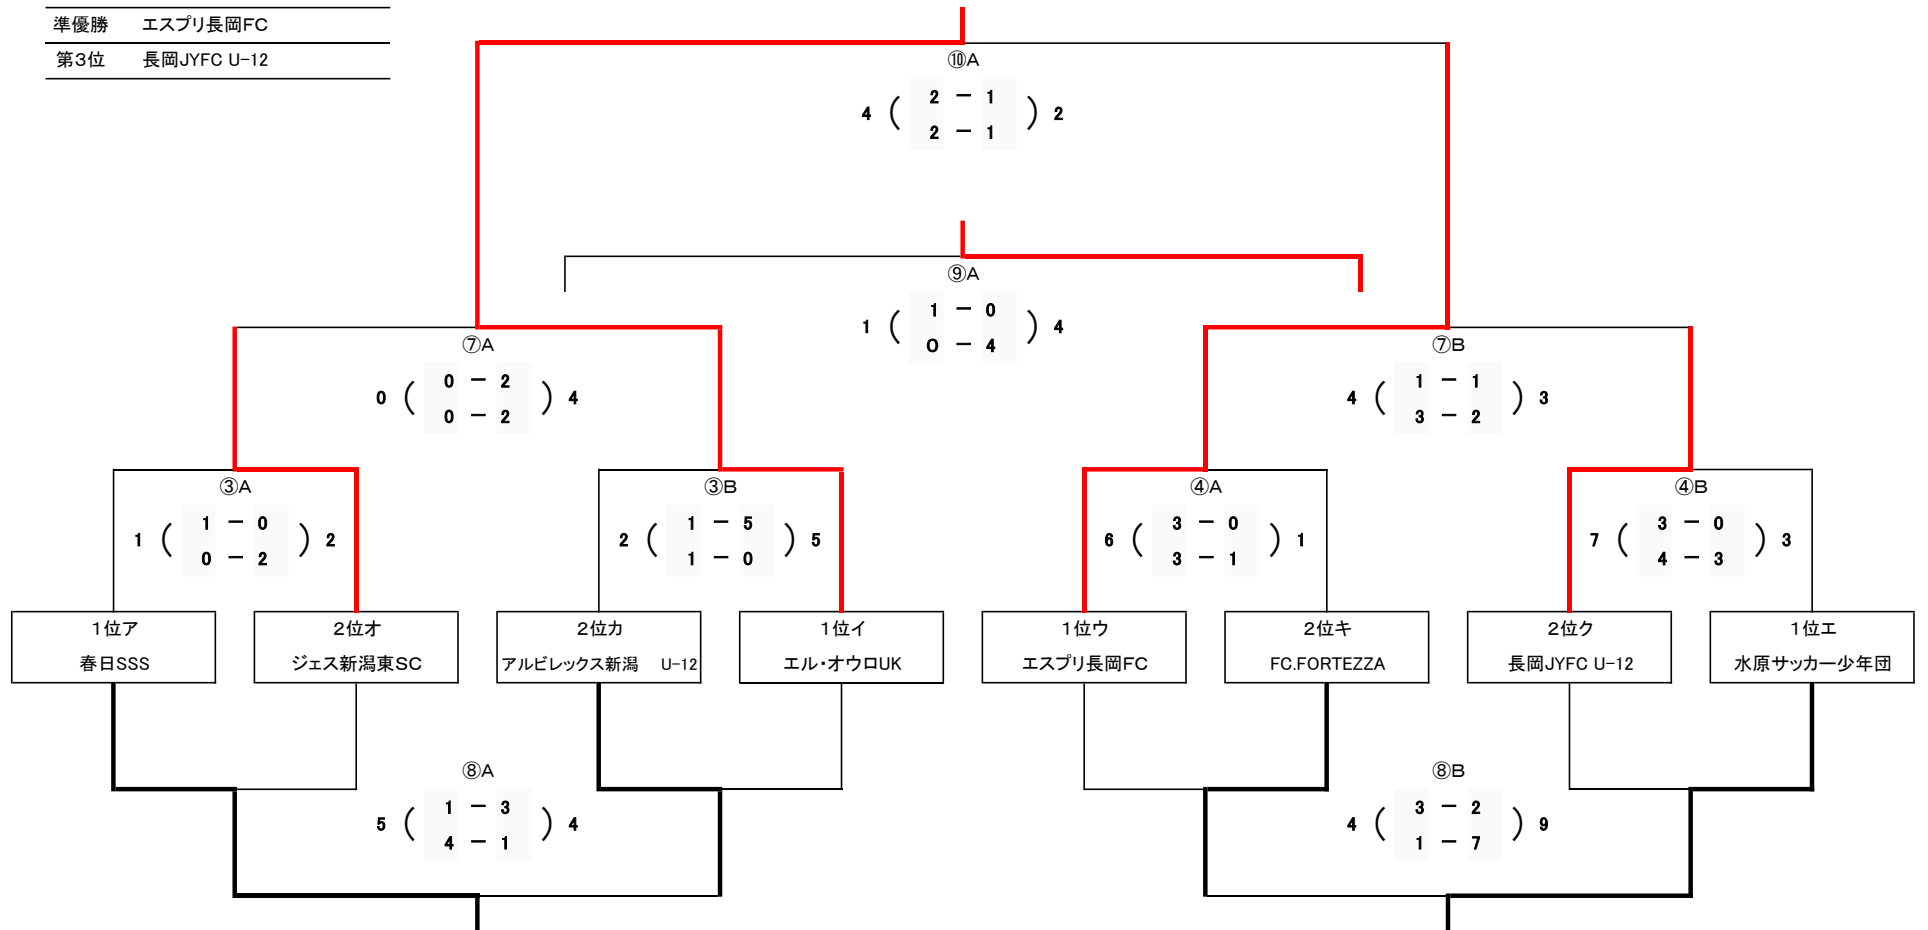 準優勝 エスプリ長岡FC
第3位 長岡JYFC U-12
⑩A
4 ( 2 － 1 ) 2
2 － 1
⑨A
1 ( 1 － 0 ) 4
0 － 4
⑦A
0 ( 0 － 2 ) 4
0 － 2
⑦B
4 ( 1 － 1 ) 3
3 － 2
③A
1 ( 1 － 0 ) 2
0 － 2
③B
2 ( 1 － 5 ) 5
1 － 0
④A
6 ( 3 － 0 ) 1
3 － 1
④B
7 ( 3 － 0 ) 3
4 － 3
1位ア
春日SSS
2位オ
ジェス新潟東SC
2位カ
アルビレックス新潟 U-12
1位イ
エル・オウロUK
1位ウ
エスプリ長岡FC
2位キ
FC.FORTEZZA
2位ク
長岡JYFC U-12
1位エ
水原サッカー少年団
⑧A
5 ( 1 － 3 ) 4
4 － 1
⑧B
4 ( 3 － 2 ) 9
1 － 7